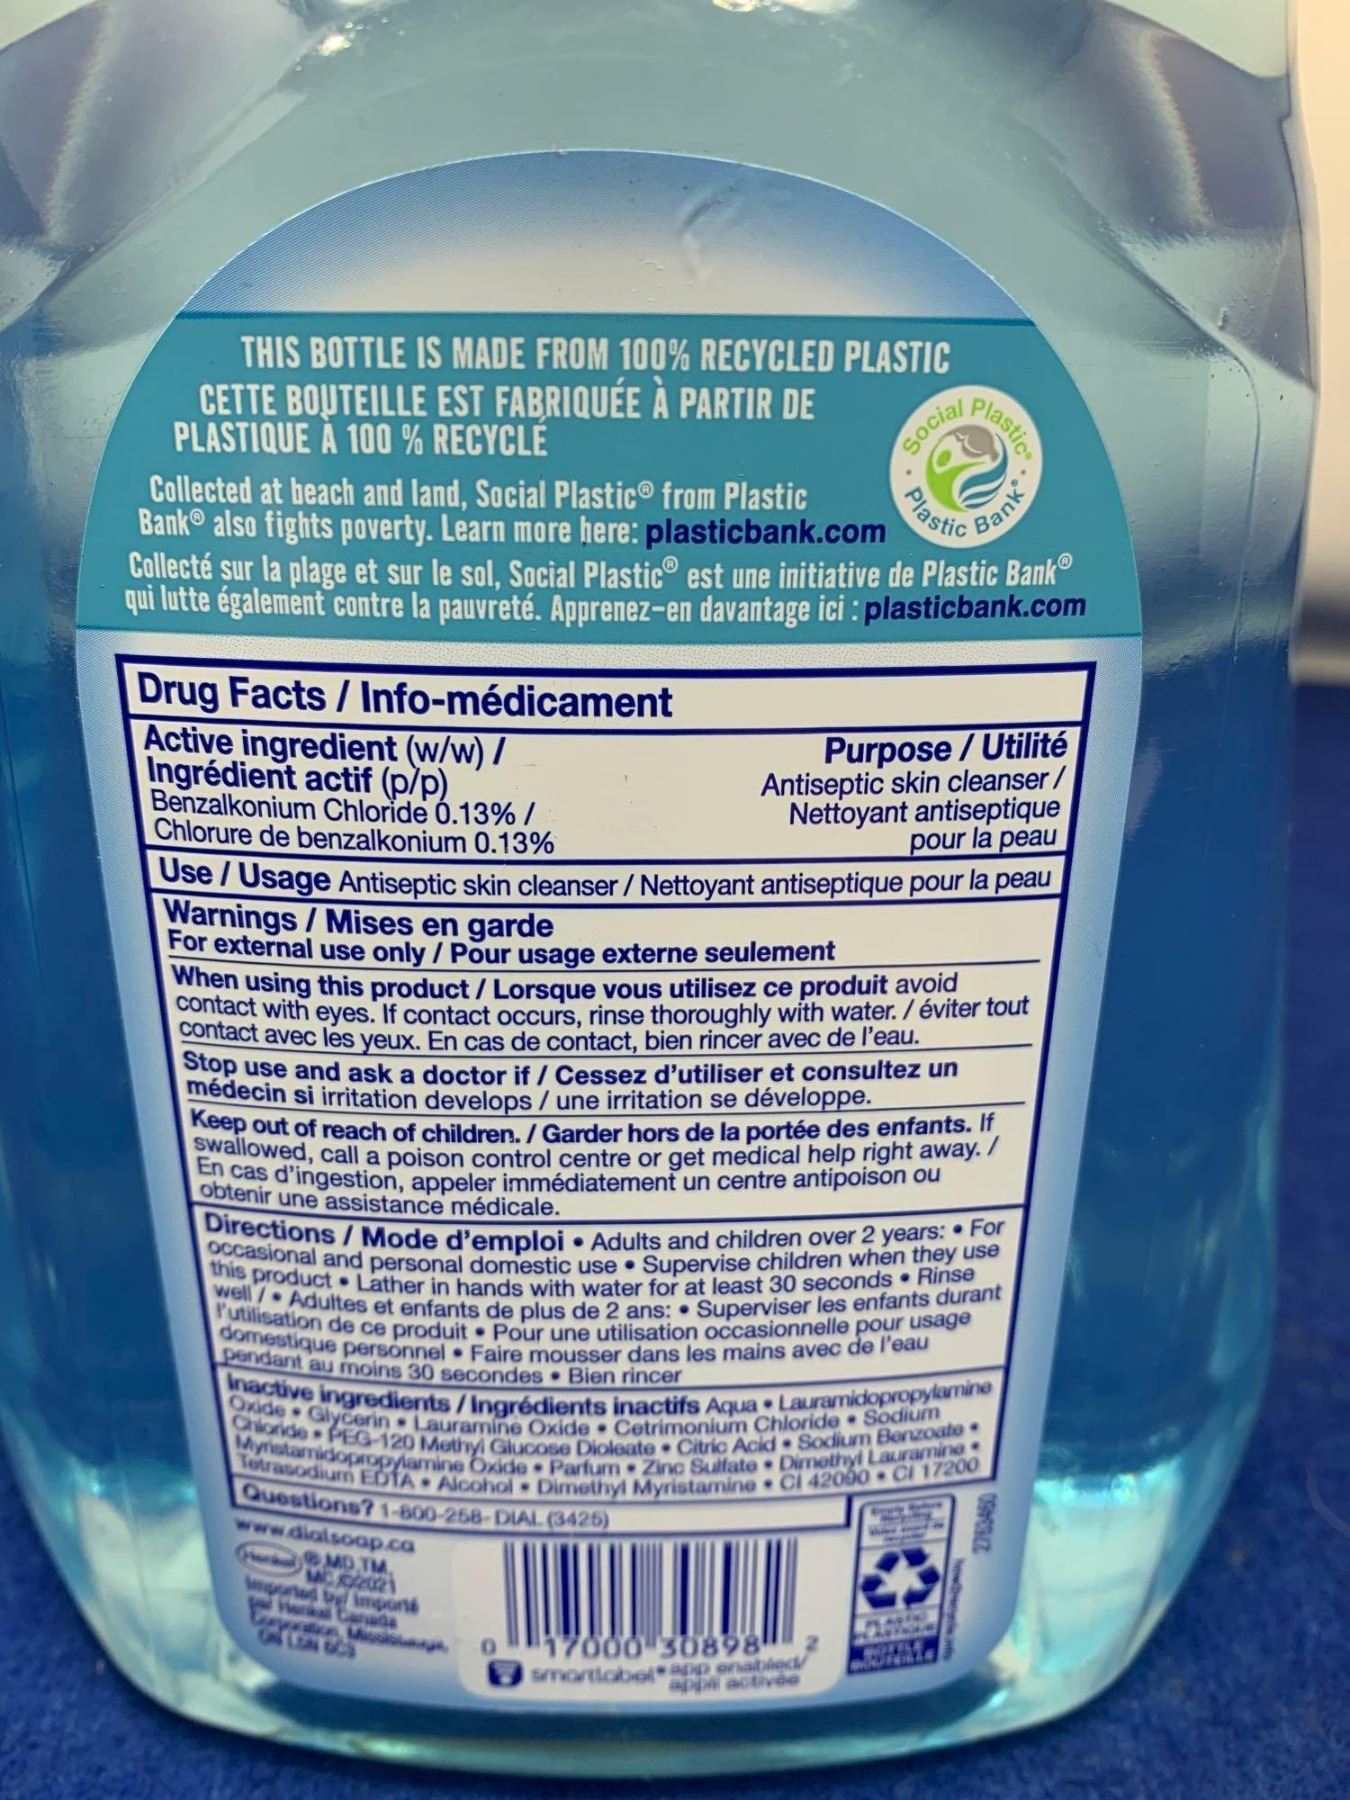 THIS BOTTLE IS MADE FROM 100% RECYCLED PLASTIC
CETTE BOUTEILLE EST FABRIQUÉE À PARTIR DE
PLASTIQUE À 100 % RECYCLÉ
Social Plastic®
Plastic Bank®
Collected at beach and land, Social Plastic® from Plastic
Bank® also fights poverty. Learn more here: plasticbank.com
Collecté sur la plage et sur le sol, Social Plastic® est une initiative de Plastic Bank®
qui lutte également contre la pauvreté. Apprenez-en davantage ici : plasticbank.com
Drug Facts / Info-médicament
Active ingredient (w/w) /
Ingrédient actif (p/p)
Benzalkonium Chloride 0.13% /
Chlorure de benzalkonium 0.13%
Purpose / Utilité
Antiseptic skin cleanser /
Nettoyant antiseptique
pour la peau
Use / Usage Antiseptic skin cleanser / Nettoyant antiseptique pour la peau
Warnings / Mises en garde
For external use only / Pour usage externe seulement
When using this product / Lorsque vous utilisez ce produit avoid
contact with eyes. If contact occurs, rinse thoroughly with water. / éviter tout
contact avec les yeux. En cas de contact, bien rincer avec de l'eau.
Stop use and ask a doctor if / Cessez d'utiliser et consultez un
médecin si irritation develops / une irritation se développe.
Keep out of reach of children. / Garder hors de la portée des enfants. If
swallowed, call a poison control centre or get medical help right away. /
En cas d'ingestion, appeler immédiatement un centre antipoison ou
obtenir une assistance médicale.
Directions / Mode d'emploi • Adults and children over 2 years: • For
occasional and personal domestic use • Supervise children when they use
this product • Lather in hands with water for at least 30 seconds • Rinse
well / • Adultes et enfants de plus de 2 ans: • Superviser les enfants durant
l'utilisation de ce produit • Pour une utilisation occasionnelle pour usage
domestique personnel • Faire mousser dans les mains avec de l'eau
pendant au moins 30 secondes • Bien rincer
Inactive ingredients / Ingrédients inactifs Aqua • Lauramidopropylamine
Oxide • Glycerin • Lauramine Oxide • Cetrimonium Chloride • Sodium
Chloride • PEG-120 Methyl Glucose Dioleate • Citric Acid • Sodium Benzoate •
Myristamidopropylamine Oxide • Parfum • Zinc Sulfate • Dimethyl Lauramine •
Tetrasodium EDTA • Alcohol • Dimethyl Myristamine • CI 42090 • CI 17200
Questions? 1-800-258-DIAL (3425)
www.dialsoap.ca
Henkel ® MD, TM,
MC, ©2021
Imported by/ Importé
par Henkel Canada
Corporation, Mississauga,
ON L5N 6C3
0 17000 30898 2
smartlabel® app enabled/
appli activée
PLASTIC
PLASTIQUE
BOTTLE
BOUTEILLE
2763460